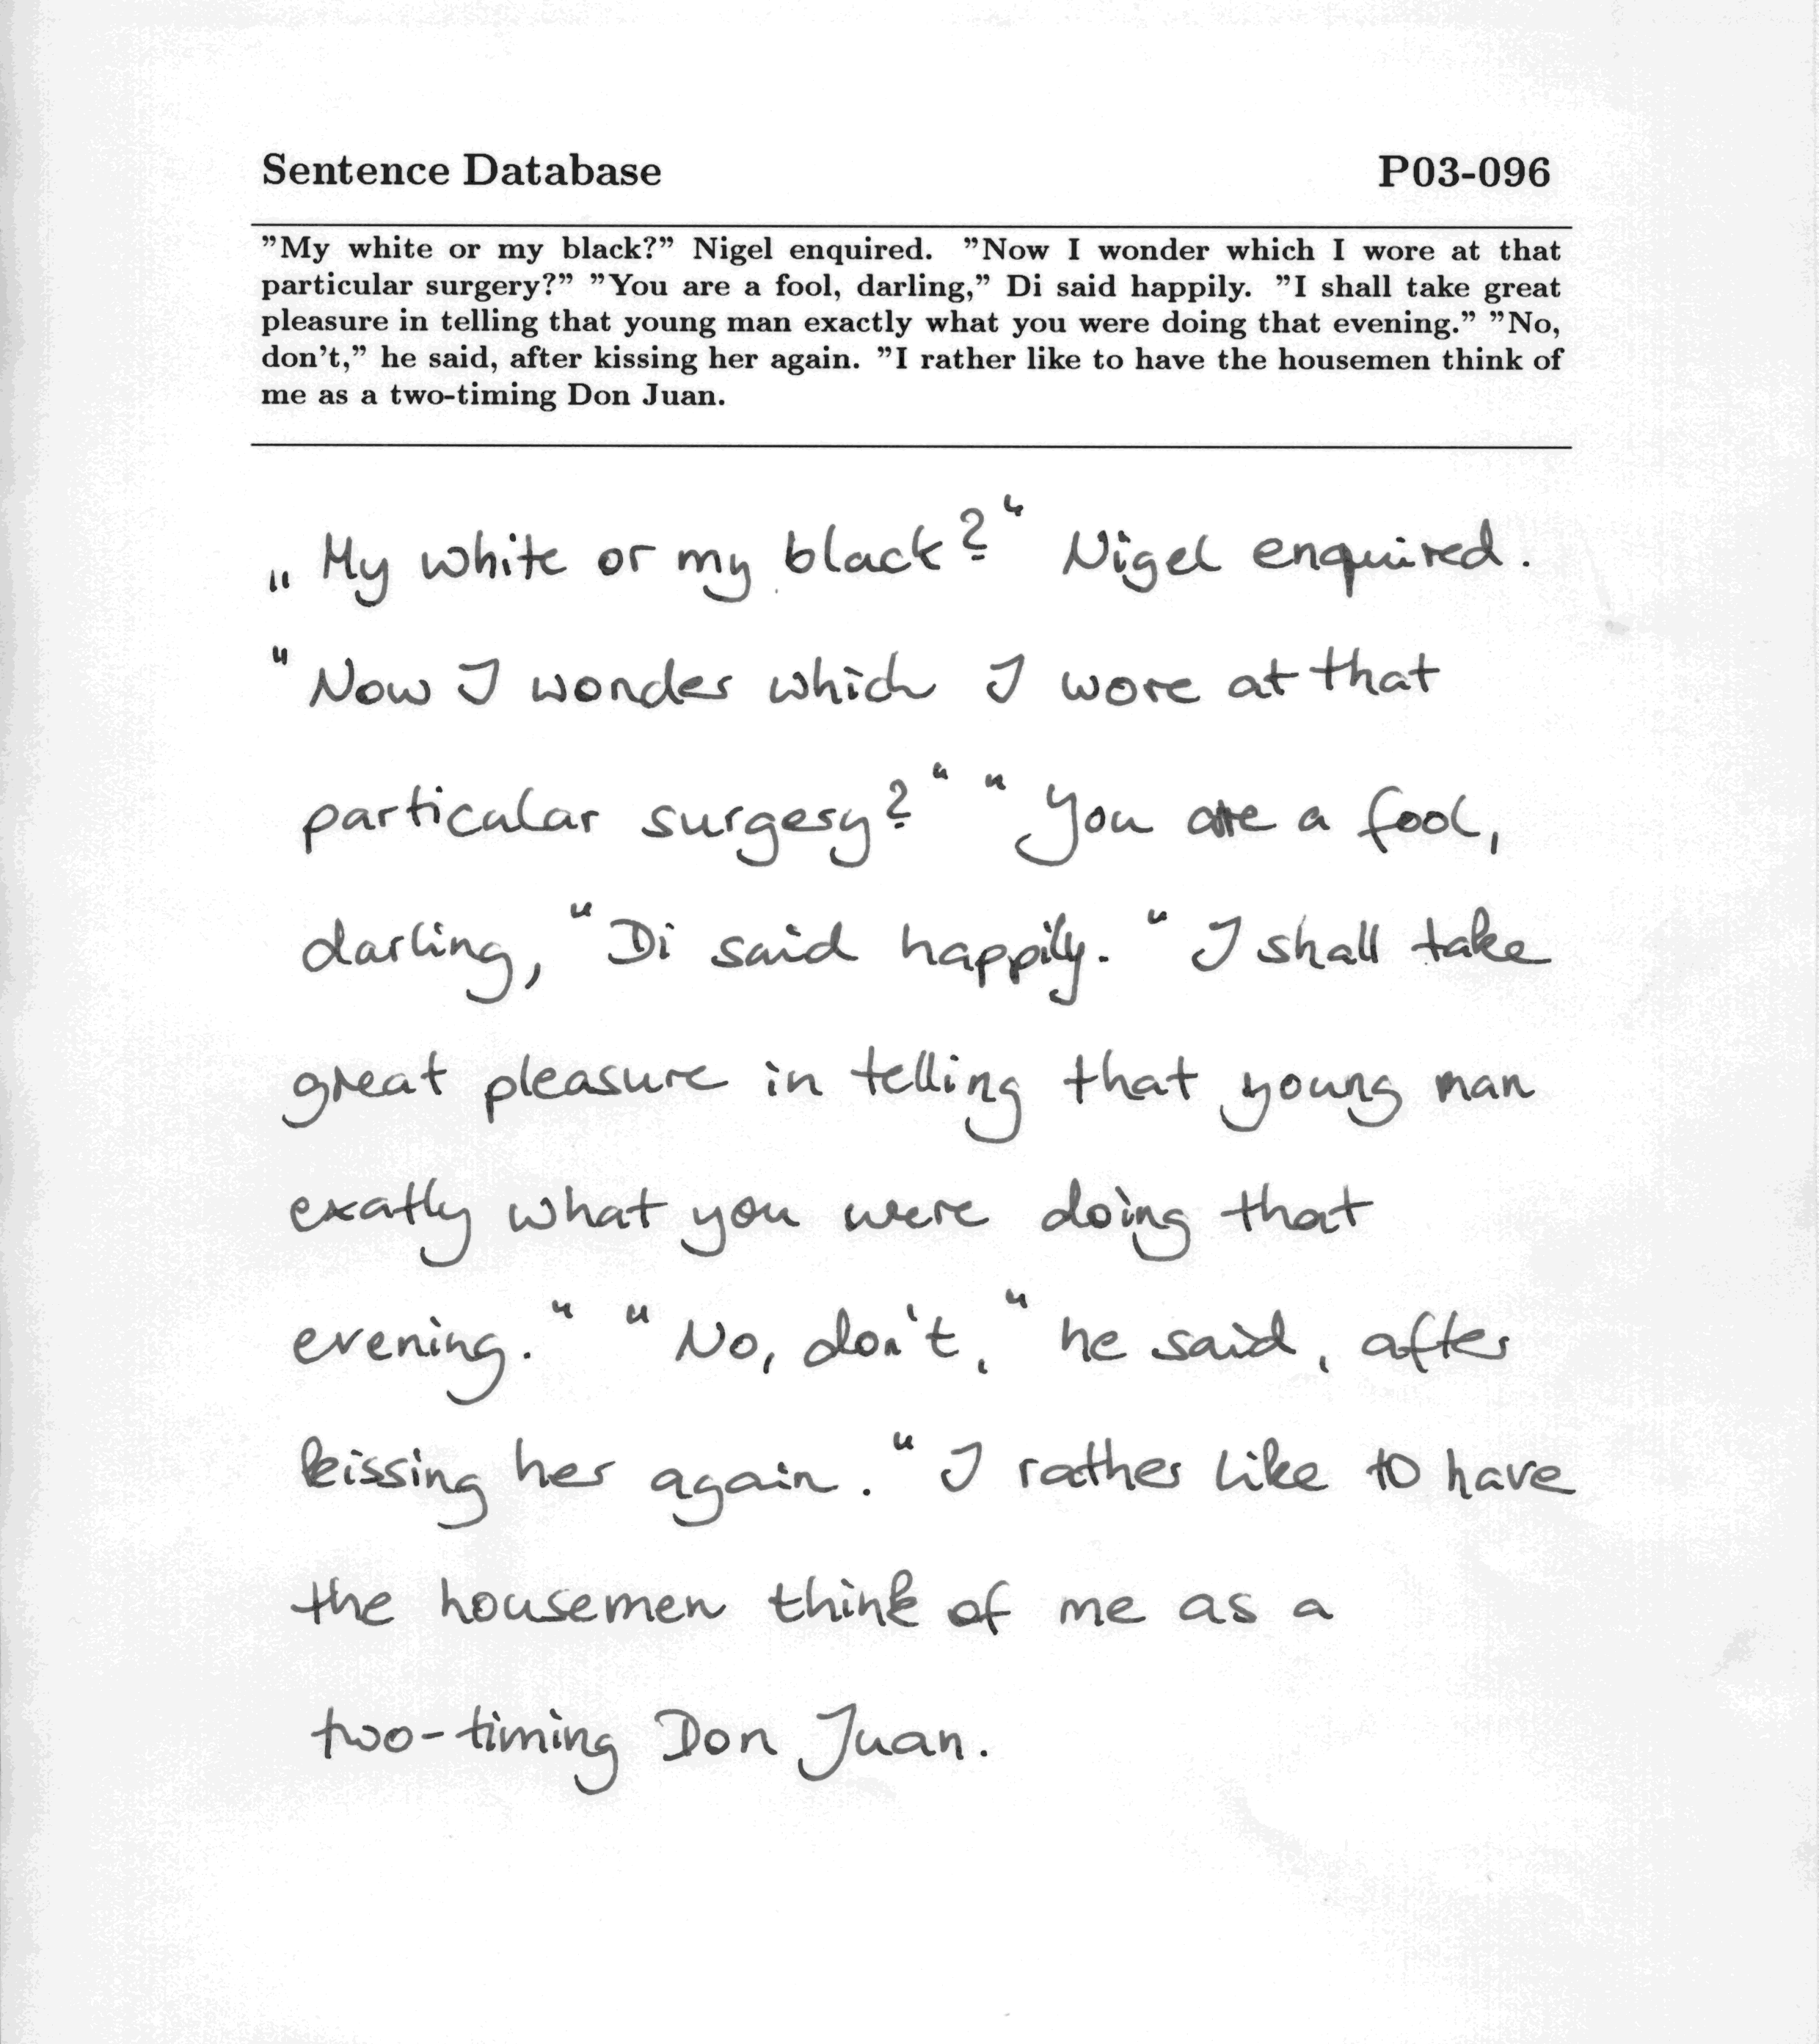 Sentence Database P03-096
”My white or my black?” Nigel enquired. ”Now I wonder which I wore at that
particular surgery?” ”You are a fool, darling,” Di said happily. ”I shall take great
pleasure in telling that young man exactly what you were doing that evening.” ”No,
don’t,” he said, after kissing her again. ”I rather like to have the housemen think of
me as a two-timing Don Juan.
„My white or my black?“ Nigel enquired.
“Now I wonder which I wore at that
particular surgery?“ “You are a fool,
darling,“ Di said happily. “I shall take
great pleasure in telling that young man
exatly what you were doing that
evening.“ “No, don't,“ he said, after
kissing her again. “I rather like to have
the housemen think of me as a
two-timing Don Juan.